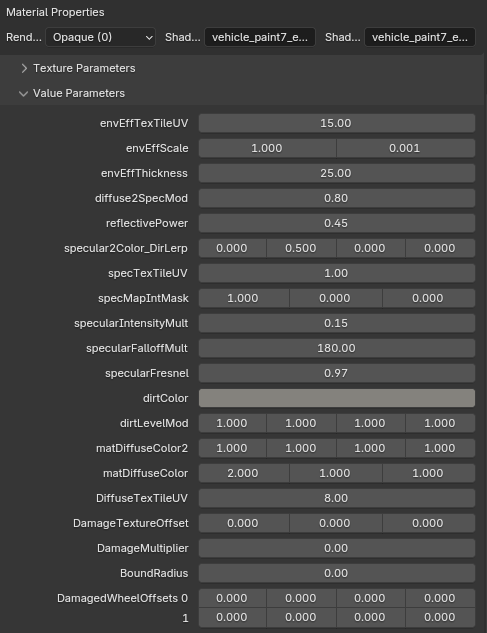 Material Properties
Rend... Opaque (0) Shad... vehicle_paint7_e... Shad... vehicle_paint7_e...
Texture Parameters
Value Parameters
envEffTexTileUV 15.00
envEffScale 1.000 0.001
envEffThickness 25.00
diffuse2SpecMod 0.80
reflectivePower 0.45
specular2Color_DirLerp 0.000 0.500 0.000 0.000
specTexTileUV 1.00
specMapIntMask 1.000 0.000 0.000
specularIntensityMult 0.15
specularFalloffMult 180.00
specularFresnel 0.97
dirtColor
dirtLevelMod 1.000 1.000 1.000 1.000
matDiffuseColor2 1.000 1.000 1.000 1.000
matDiffuseColor 2.000 1.000 1.000
DiffuseTexTileUV 8.00
DamageTextureOffset 0.000 0.000 0.000
DamageMultiplier 0.00
BoundRadius 0.00
DamagedWheelOffsets 0 0.000 0.000 0.000 0.000
1 0.000 0.000 0.000 0.000